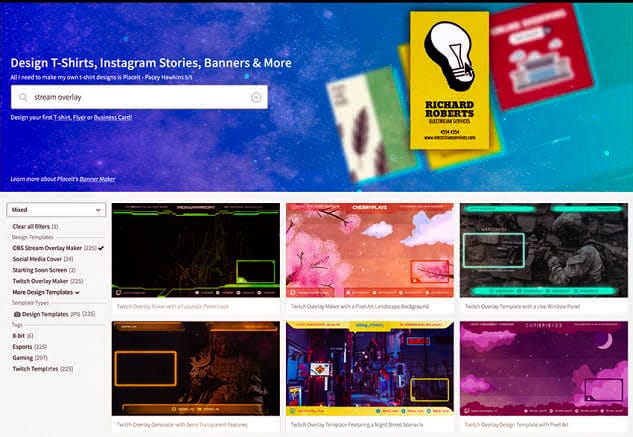 Design T-Shirts, Instagram Stories, Banners & More
All I need to make my own t-shirt designs is Placeit - Pacey Hawkins 5/5
stream overlay
Design your first T-shirt, Flyer or Business Card!
Learn more about Placeit's Banner Maker
RICHARD
ROBERTS
ELECTRICIAN SERVICES
4554 4554
www.electricianservices.com
ONLINE SHOPPING
Mixed
Clear all filters (1)
Design Templates
OBS Stream Overlay Maker (225)
Social Media Cover (24)
Starting Soon Screen (2)
Twitch Overlay Maker (225)
More Design Templates
Template Types
Design Templates JPG (225)
Tags
8-bit (6)
Esports (225)
Gaming (207)
Twitch Templates (225)
CHERRYPLAYS
Twitch Overlay Maker with a Futuristic Panel Look
Twitch Overlay Maker with a Pixel Art Landscape Background
Twitch Overlay Template with a Live Window Panel
CUTIEPIE33
Twitch Overlay Generator with Semi Transparent Features
Twitch Overlay Template Featuring a Night Street Scenario
Twitch Overlay Design Template with Pixel Art